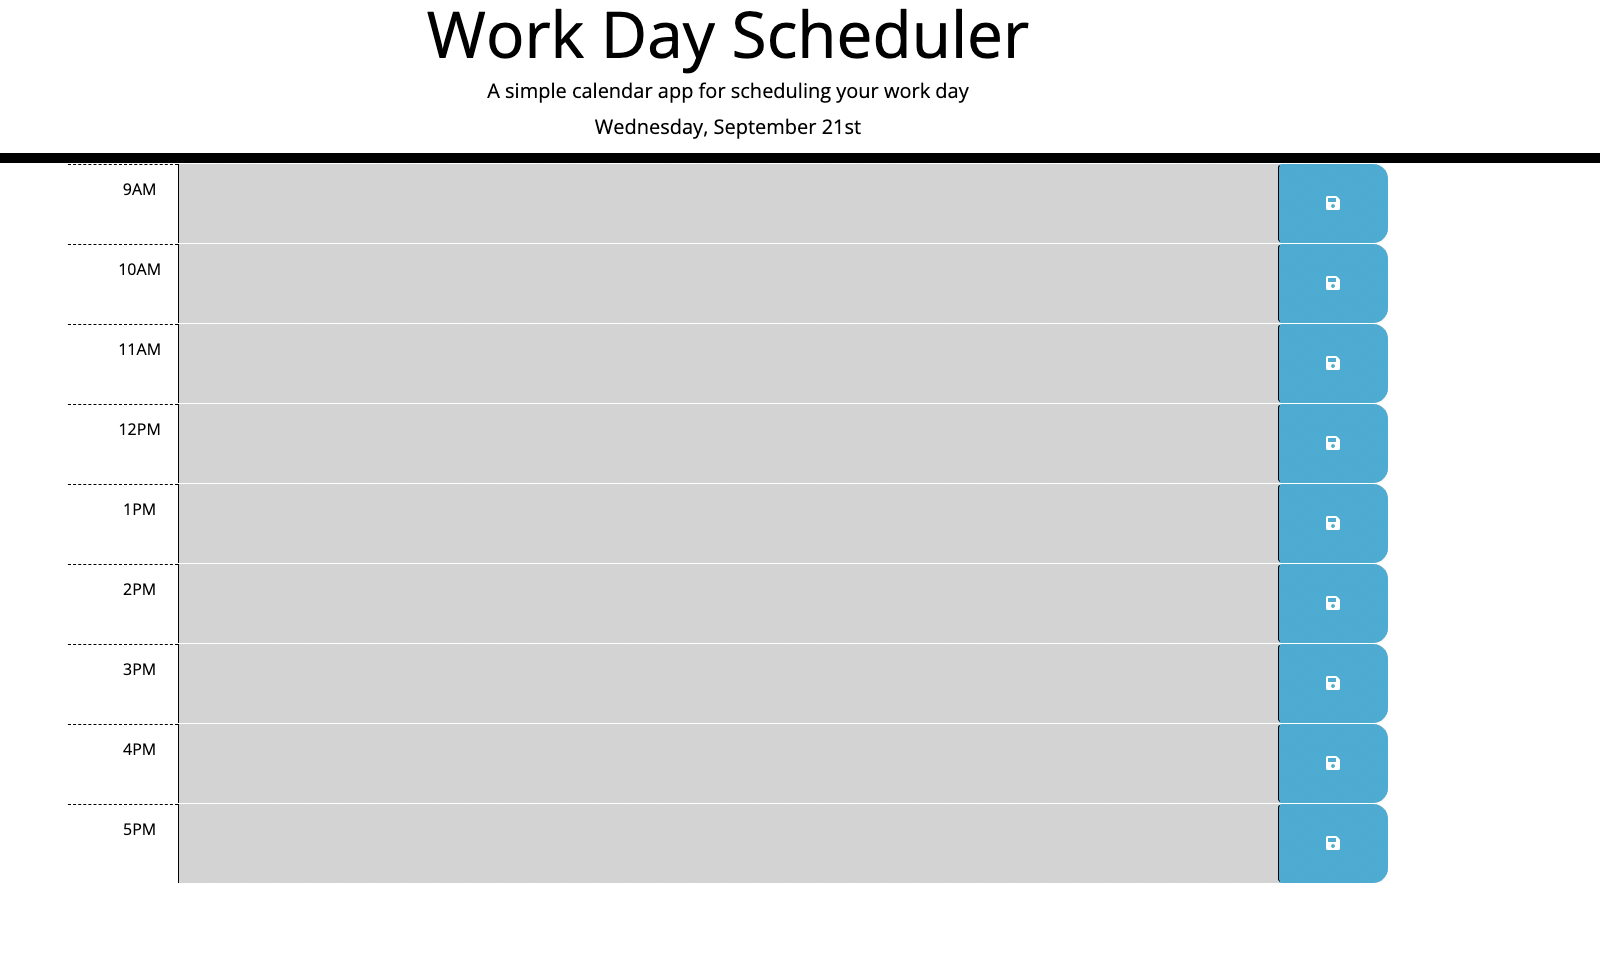 Work Day Scheduler
A simple calendar app for scheduling your work day
Wednesday, September 21st
9AM
10AM
11AM
12PM
1PM
2PM
3PM
4PM
5PM